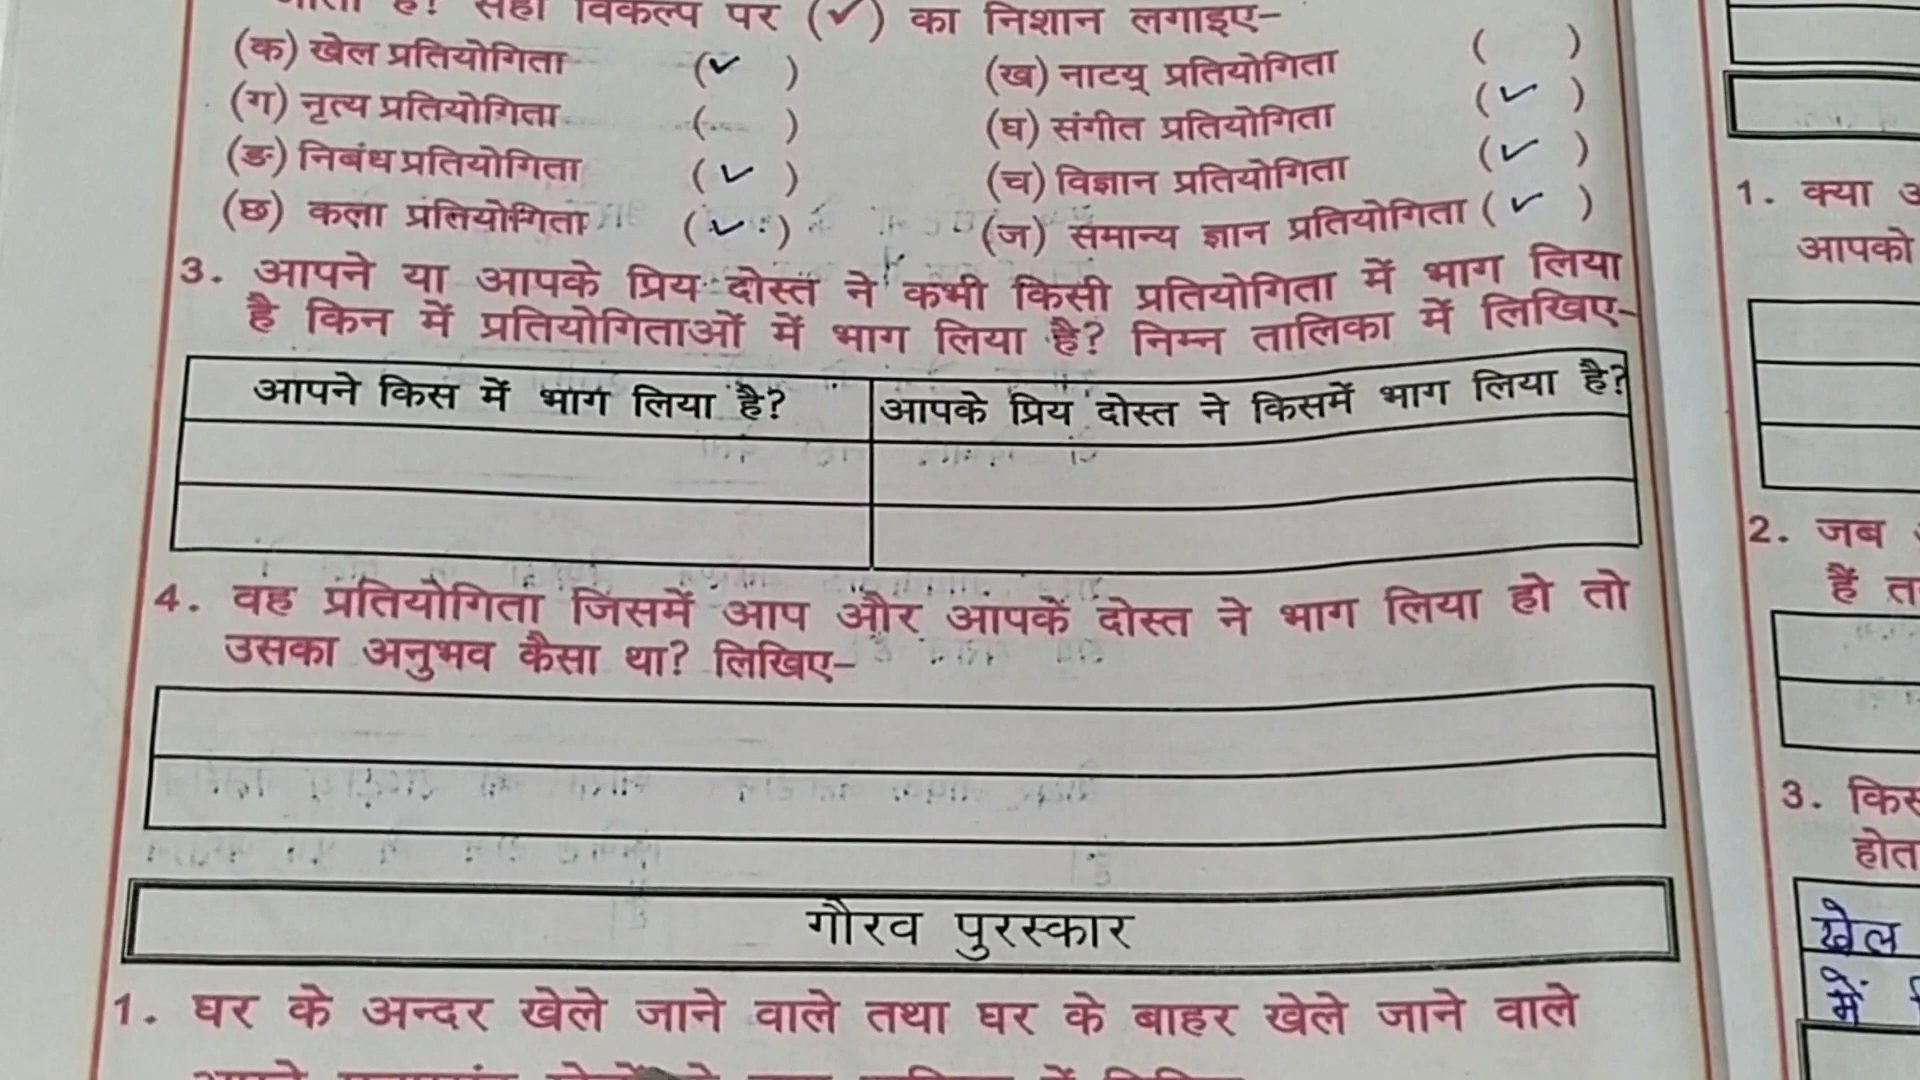 सही विकल्प पर (✓) का निशान लगाइए–
(क) खेल प्रतियोगिता (✓) (ख) नाट्यू प्रतियोगिता ( )
(ग) नृत्य प्रतियोगिता ( ) (घ) संगीत प्रतियोगिता (✓)
(ङ) निबंध प्रतियोगिता (✓) (च) विज्ञान प्रतियोगिता (✓)
(छ) कला प्रतियोगिता (✓) (ज) समान्य ज्ञान प्रतियोगिता (✓)
3. आपने या आपके प्रिय दोस्त ने कभी किसी प्रतियोगिता में भाग लिया
है किन में प्रतियोगिताओं में भाग लिया है? निम्न तालिका में लिखिए–
आपने किस में भाग लिया है? आपके प्रिय दोस्त ने किसमें भाग लिया है?
4. वह प्रतियोगिता जिसमें आप और आपके दोस्त ने भाग लिया हो तो
उसका अनुभव कैसा था? लिखिए–
गौरव पुरस्कार
1. घर के अन्दर खेले जाने वाले तथा घर के बाहर खेले जाने वाले
1. क्या
आपको
2. जब
हैं
3.
खेल
में